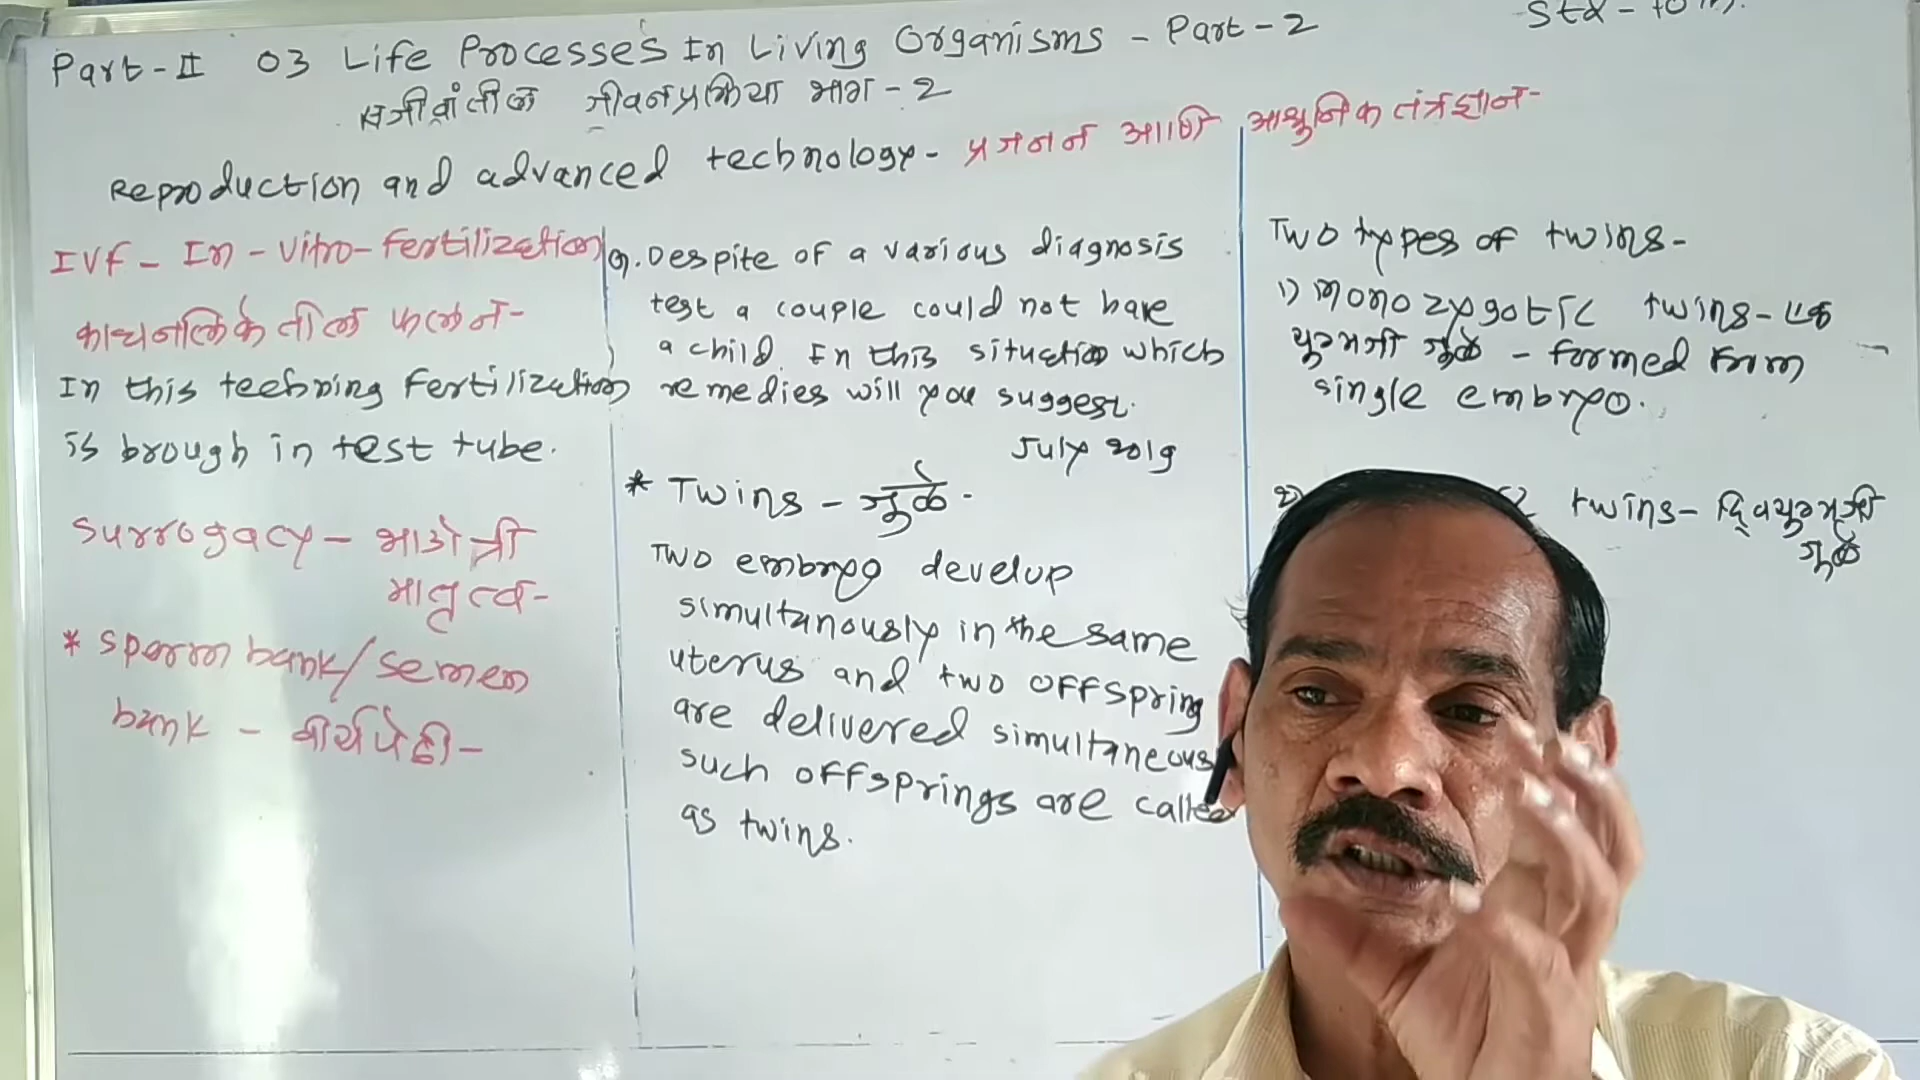 Part-II 03 Life Processes In Living Organisms - Part-2
Std - 10th.
सजीवांतील जीवनप्रक्रिया भाग-2
Reproduction and advanced technology- प्रजनन आणि आधुनिक तंत्रज्ञान-
IVF - In-vitro-fertilization
काचनलिकेतील फलन-
In this teehning Fertilization
is brough in test tube.
surrogacy - भाडोत्री
मातृत्व-
* sperm bank/semen
bank - वीर्यपेढी-
Q. Despite of a various diagnosis
test a couple could not have
a child. In this situation which
remedies will you suggest.
July 2019
* Twins - जुळे -
Two embryo develop
simultanously in the same
uterus and two offspring
are delivered simultaneous
such offsprings are called
as twins.
Two types of twins-
1) monozygotic twins- एक
युग्मजी जुळे - formed from
single embryo.
2) twins- द्वियुग्मजी
जुळे